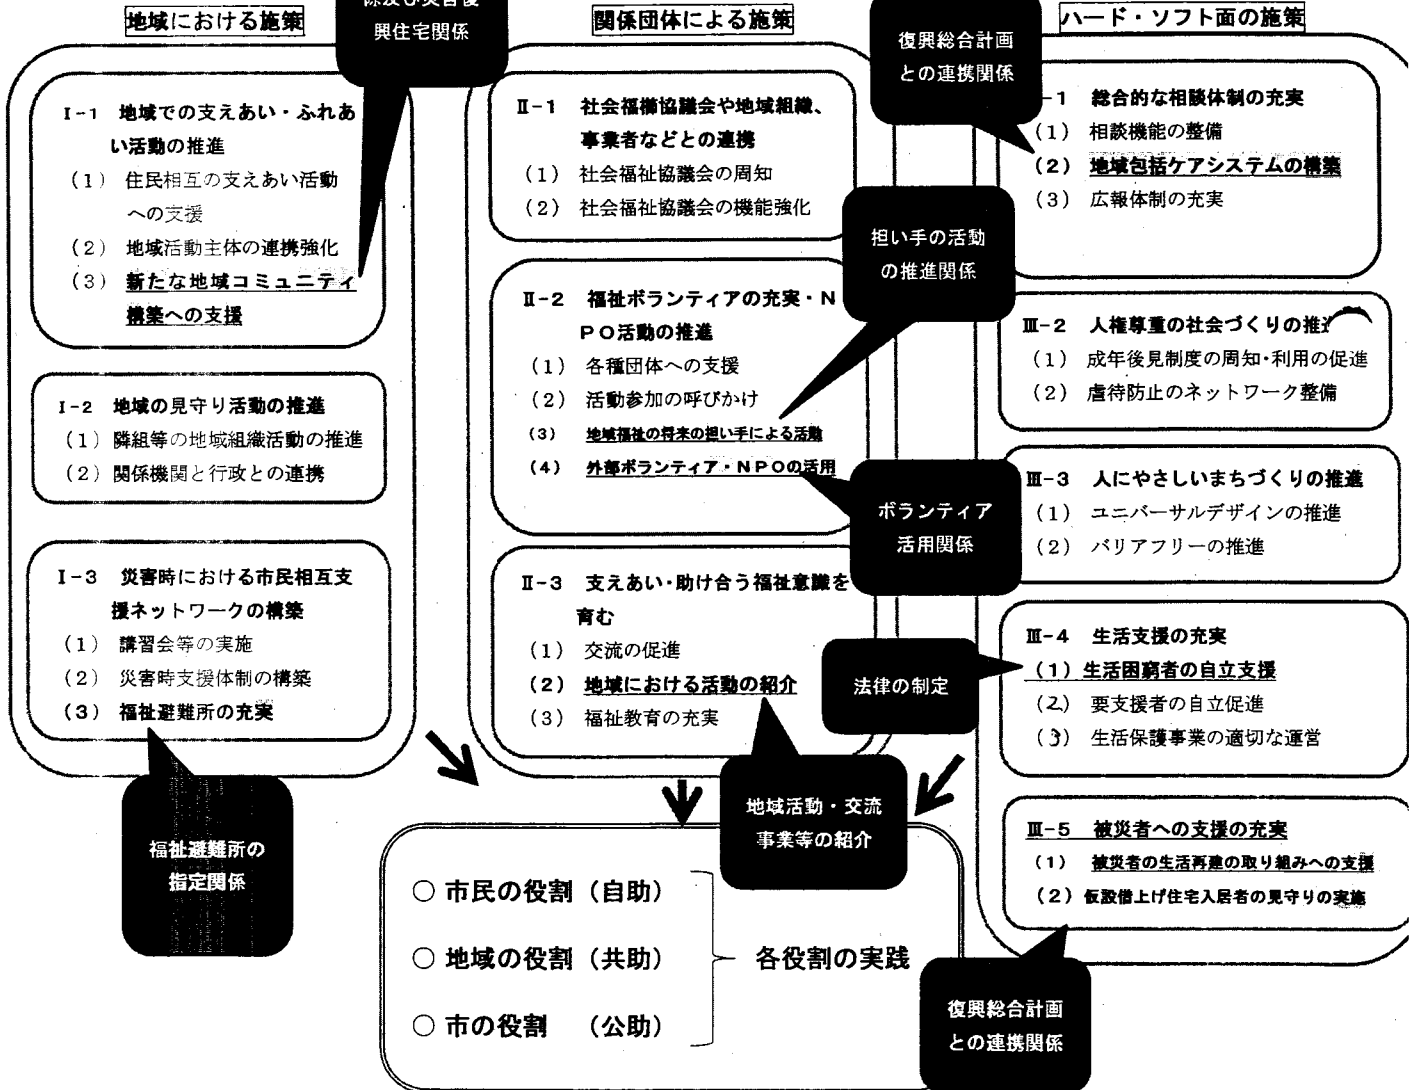 地域における施策
興住宅関係
Ⅰ-1 地域での支えあい・ふれあ
い活動の推進
(1) 住民相互の支えあい活動
への支援
(2) 地域活動主体の連携強化
(3) 新たな地域コミュニティ
構築への支援
Ⅰ-2 地域の見守り活動の推進
(1) 隣組等の地域組織活動の推進
(2) 関係機関と行政との連携
Ⅰ-3 災害時における市民相互支
援ネットワークの構築
(1) 講習会等の実施
(2) 災害時支援体制の構築
(3) 福祉避難所の充実
福祉避難所の
指定関係
関係団体による施策
Ⅱ-1 社会福祉協議会や地域組織、
事業者などとの連携
(1) 社会福祉協議会の周知
(2) 社会福祉協議会の機能強化
Ⅱ-2 福祉ボランティアの充実・N
PO活動の推進
(1) 各種団体への支援
(2) 活動参加の呼びかけ
(3) 地域福祉の将来の担い手による活動
(4) 外部ボランティア・NPOの活用
担い手の活動
の推進関係
ボランティア
活用関係
Ⅱ-3 支えあい・助け合う福祉意識を
育む
(1) 交流の促進
(2) 地域における活動の紹介
(3) 福祉教育の充実
地域活動・交流
事業等の紹介
ハード・ソフト面の施策
復興総合計画
との連携関係
-1 総合的な相談体制の充実
(1) 相談機能の整備
(2) 地域包括ケアシステムの構築
(3) 広報体制の充実
Ⅲ-2 人権尊重の社会づくりの推
(1) 成年後見制度の周知・利用の促進
(2) 虐待防止のネットワーク整備
Ⅲ-3 人にやさしいまちづくりの推進
(1) ユニバーサルデザインの推進
(2) バリアフリーの推進
法律の制定
Ⅲ-4 生活支援の充実
(1) 生活困窮者の自立支援
(2) 要支援者の自立促進
(3) 生活保護事業の適切な運営
Ⅲ-5 被災者への支援の充実
(1) 被災者の生活再建の取り組みへの支援
(2) 仮設借上げ住宅入居者の見守りの実施
復興総合計画
との連携関係
○ 市民の役割 (自助)
○ 地域の役割 (共助)
○ 市の役割 (公助)
各役割の実践